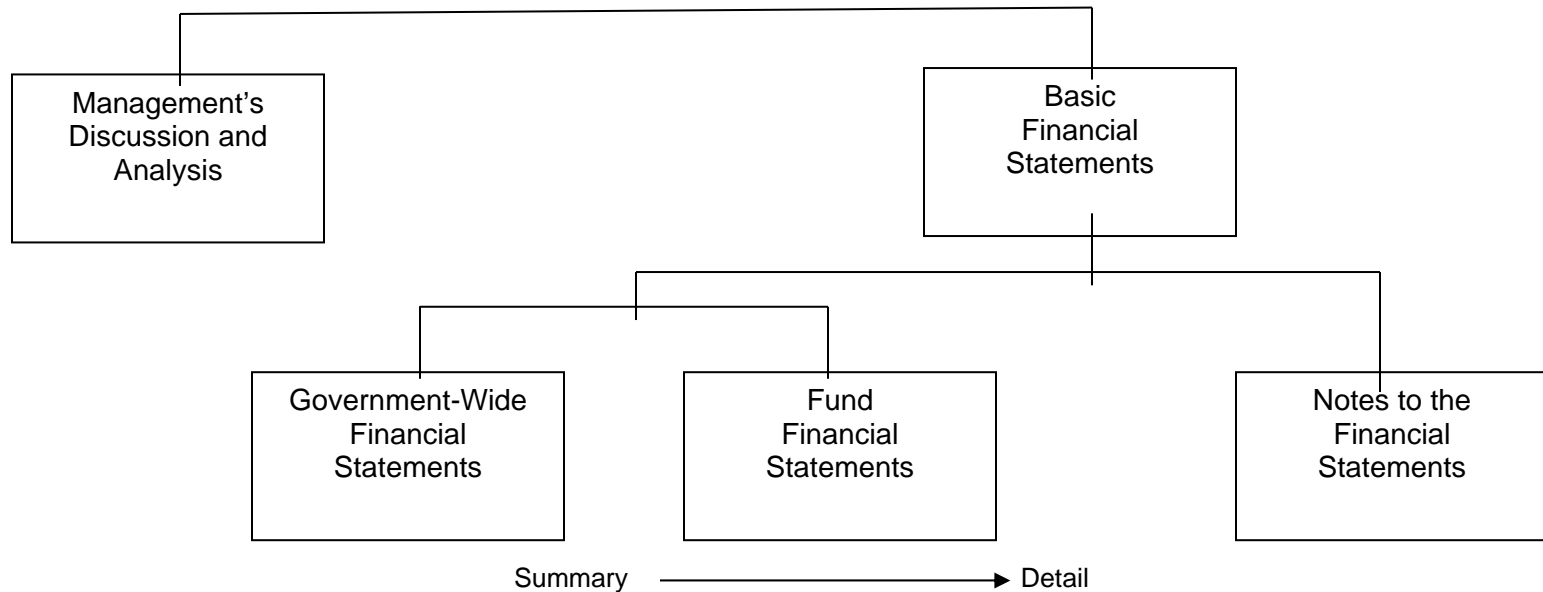 Management’s
Discussion and
Analysis
Basic
Financial
Statements
Government-Wide
Financial
Statements
Fund
Financial
Statements
Notes to the
Financial
Statements
Summary
Detail